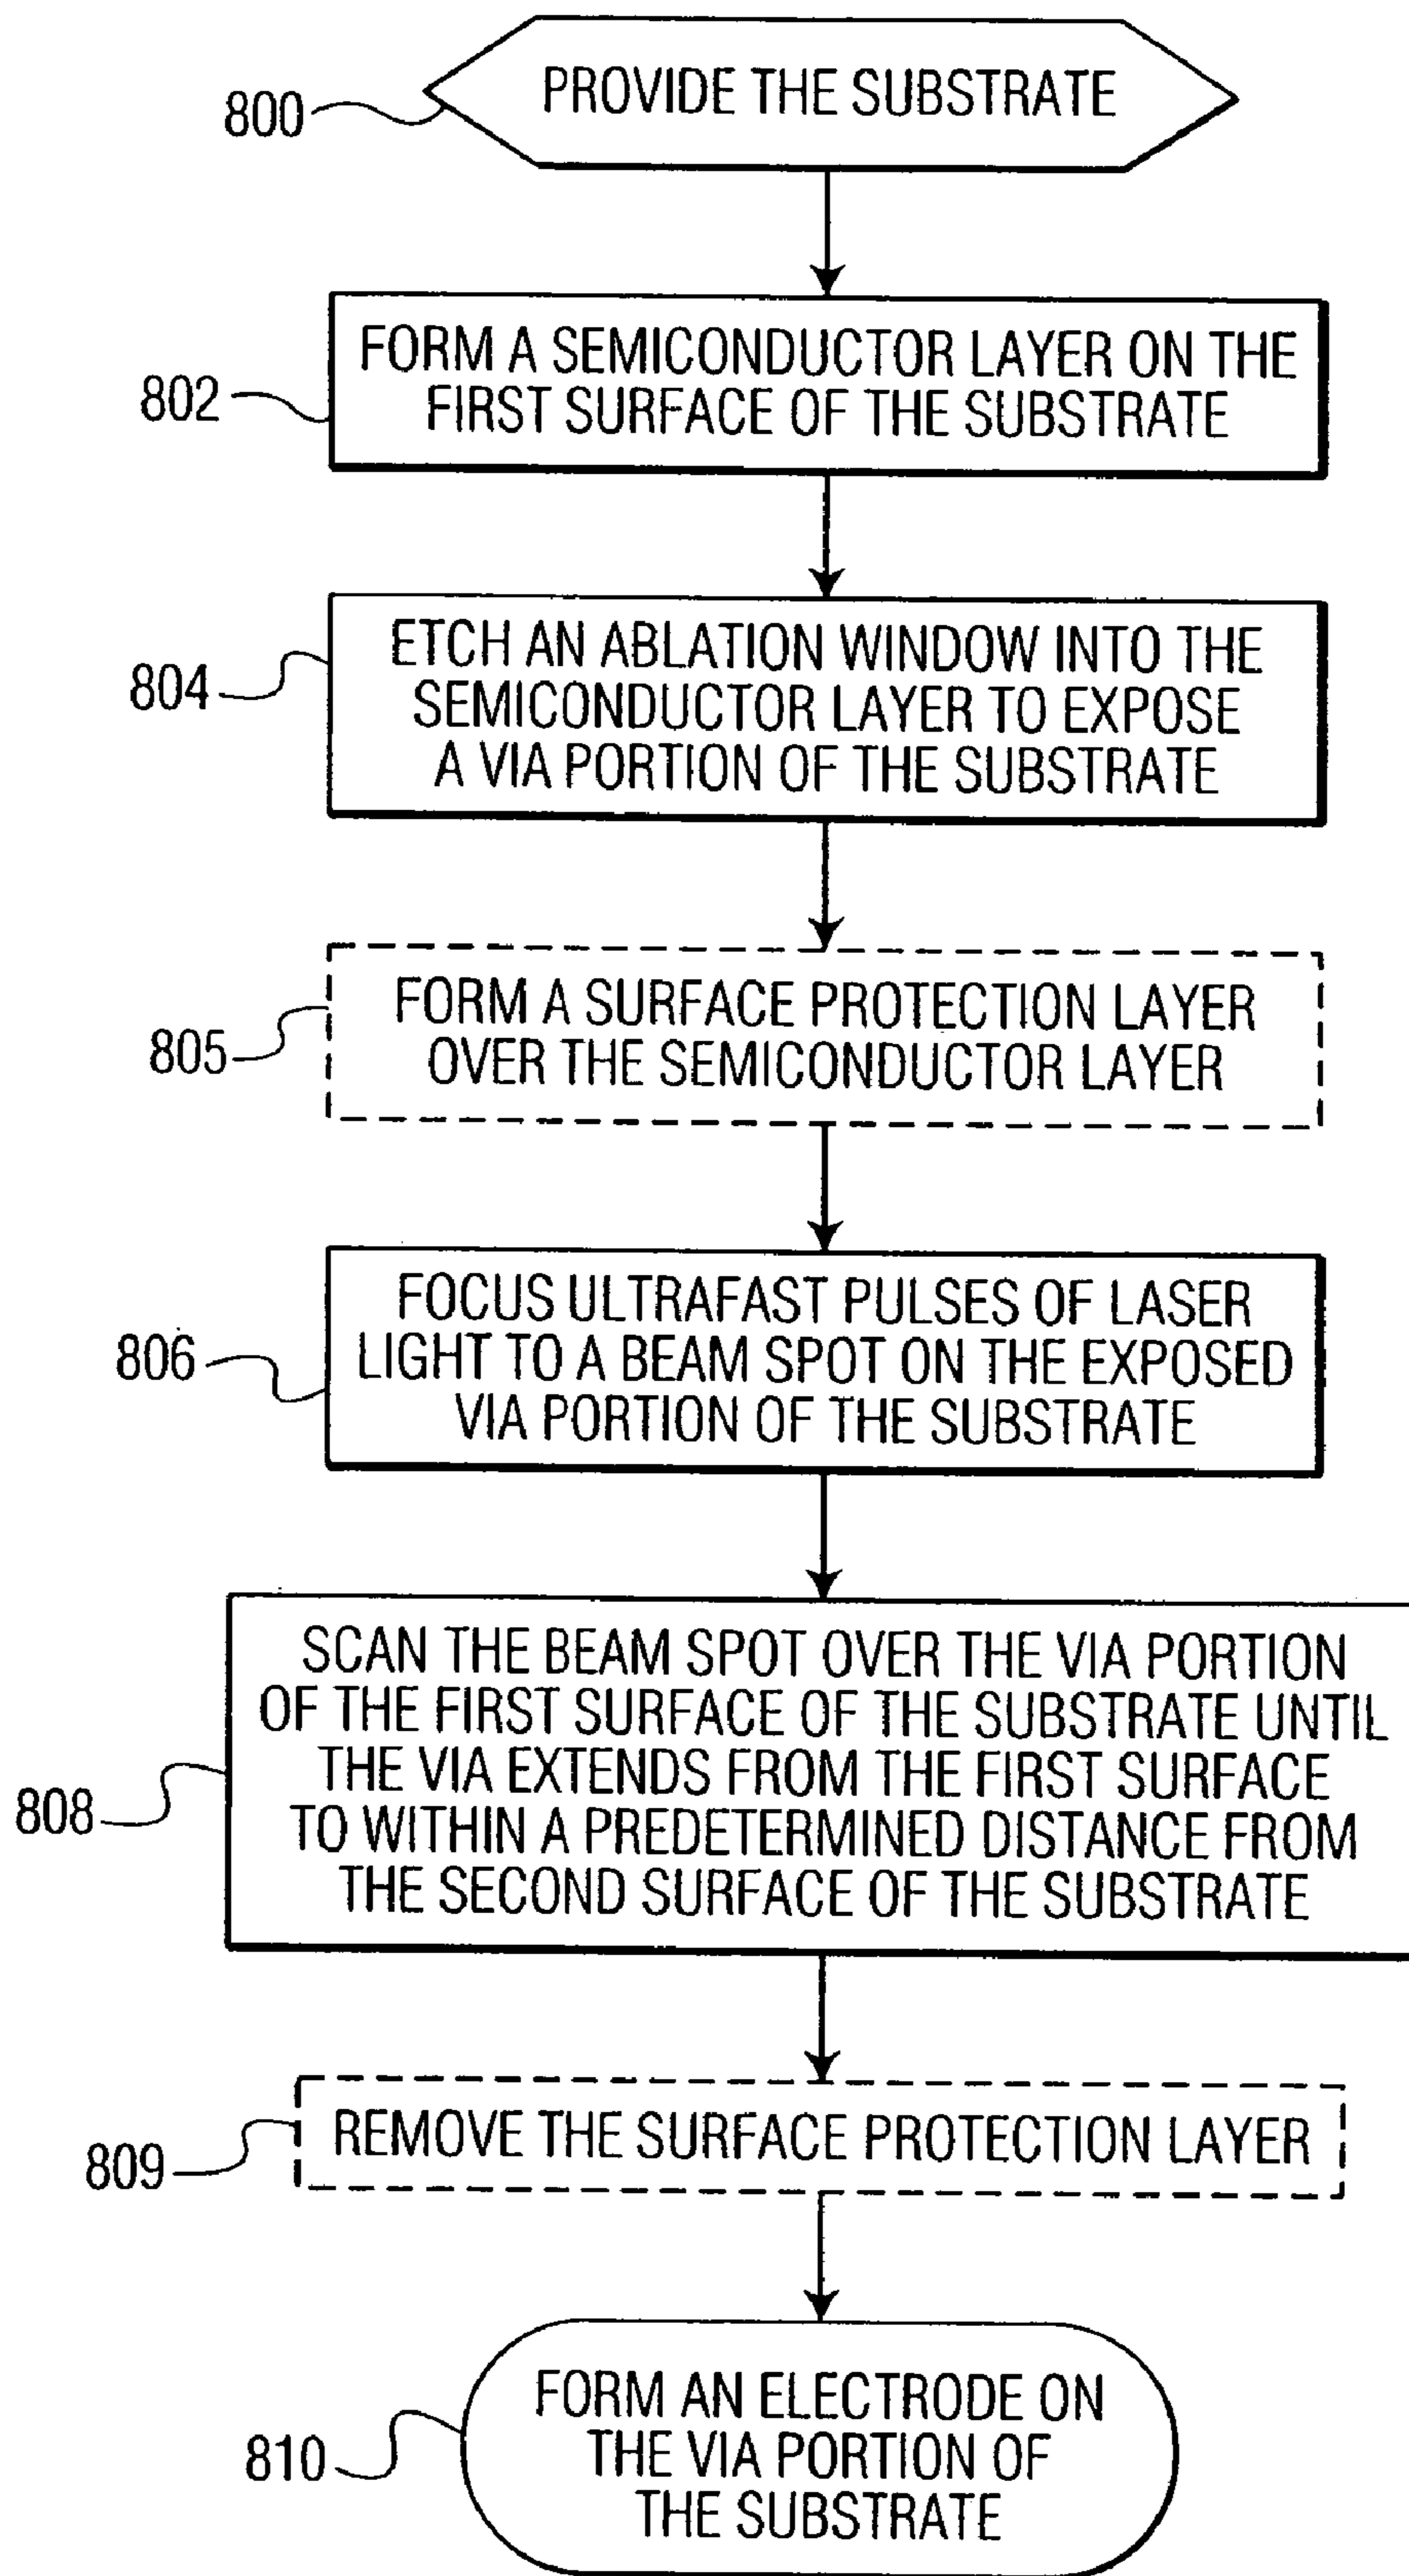 PROVIDE THE SUBSTRATE
800
FORM A SEMICONDUCTOR LAYER ON THE
FIRST SURFACE OF THE SUBSTRATE
802
ETCH AN ABLATION WINDOW INTO THE
SEMICONDUCTOR LAYER TO EXPOSE
A VIA PORTION OF THE SUBSTRATE
804
FORM A SURFACE PROTECTION LAYER
OVER THE SEMICONDUCTOR LAYER
805
FOCUS ULTRAFAST PULSES OF LASER
LIGHT TO A BEAM SPOT ON THE EXPOSED
VIA PORTION OF THE SUBSTRATE
806
SCAN THE BEAM SPOT OVER THE VIA PORTION
OF THE FIRST SURFACE OF THE SUBSTRATE UNTIL
THE VIA EXTENDS FROM THE FIRST SURFACE
TO WITHIN A PREDETERMINED DISTANCE FROM
THE SECOND SURFACE OF THE SUBSTRATE
808
REMOVE THE SURFACE PROTECTION LAYER
809
FORM AN ELECTRODE ON
THE VIA PORTION OF
THE SUBSTRATE
810